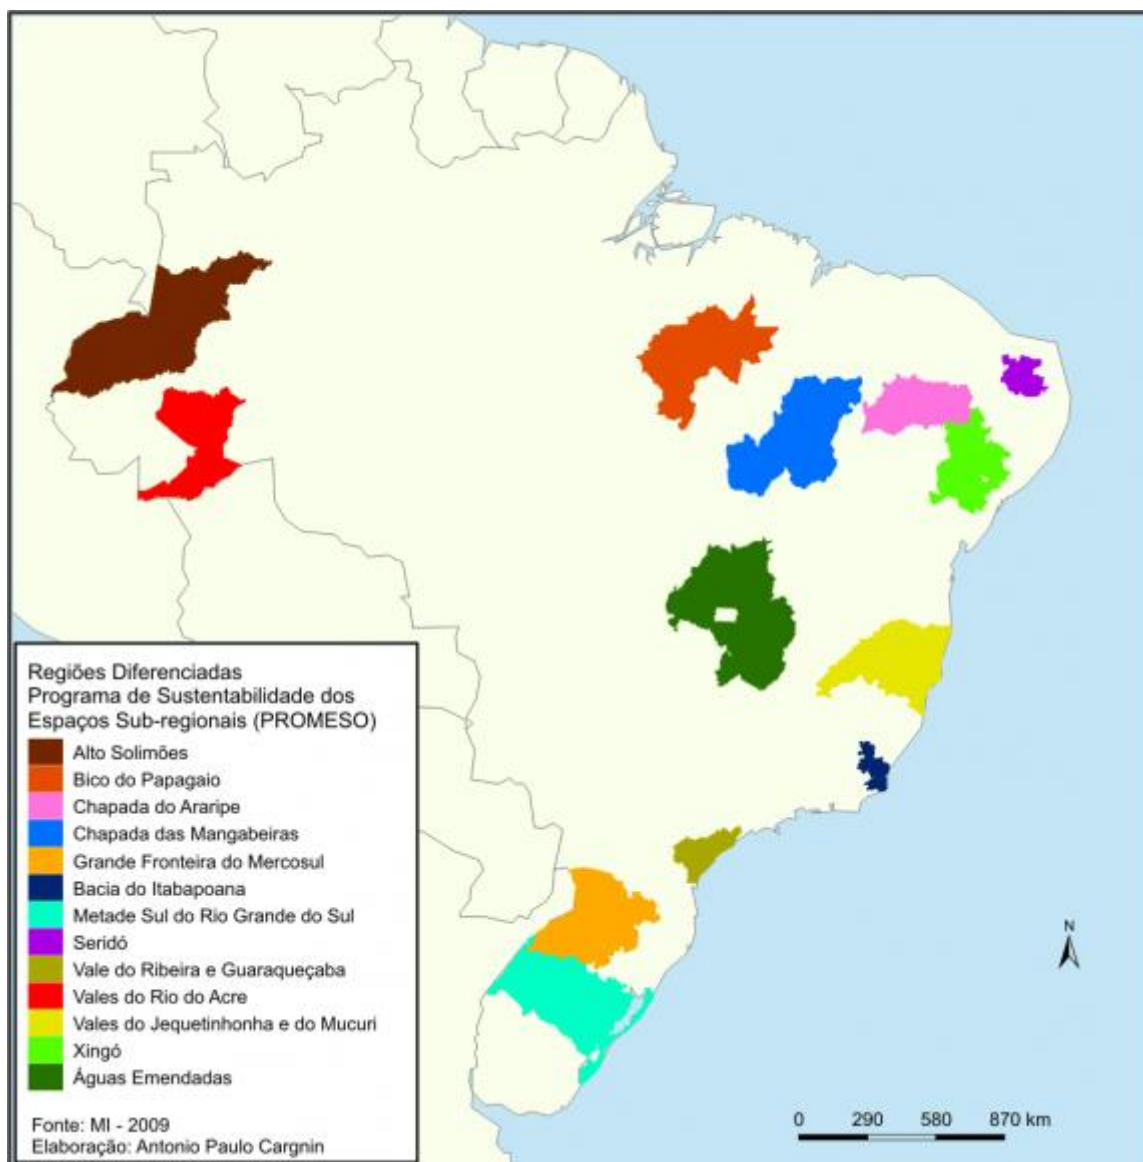 Regiões Diferenciadas
Programa de Sustentabilidade dos
Espaços Sub-regionais (PROMESO)
Alto Solimões
Bico do Papagaio
Chapada do Araripe
Chapada das Mangabeiras
Grande Fronteira do Mercosul
Bacia do Itabapoana
Metade Sul do Rio Grande do Sul
Seridó
Vale do Ribeira e Guaraqueçaba
Vales do Rio do Acre
Vales do Jequetinhonha e do Mucuri
Xingó
Águas Emendadas
Fonte: MI - 2009
Elaboração: Antonio Paulo Cargnin
N
0 290 580 870 km